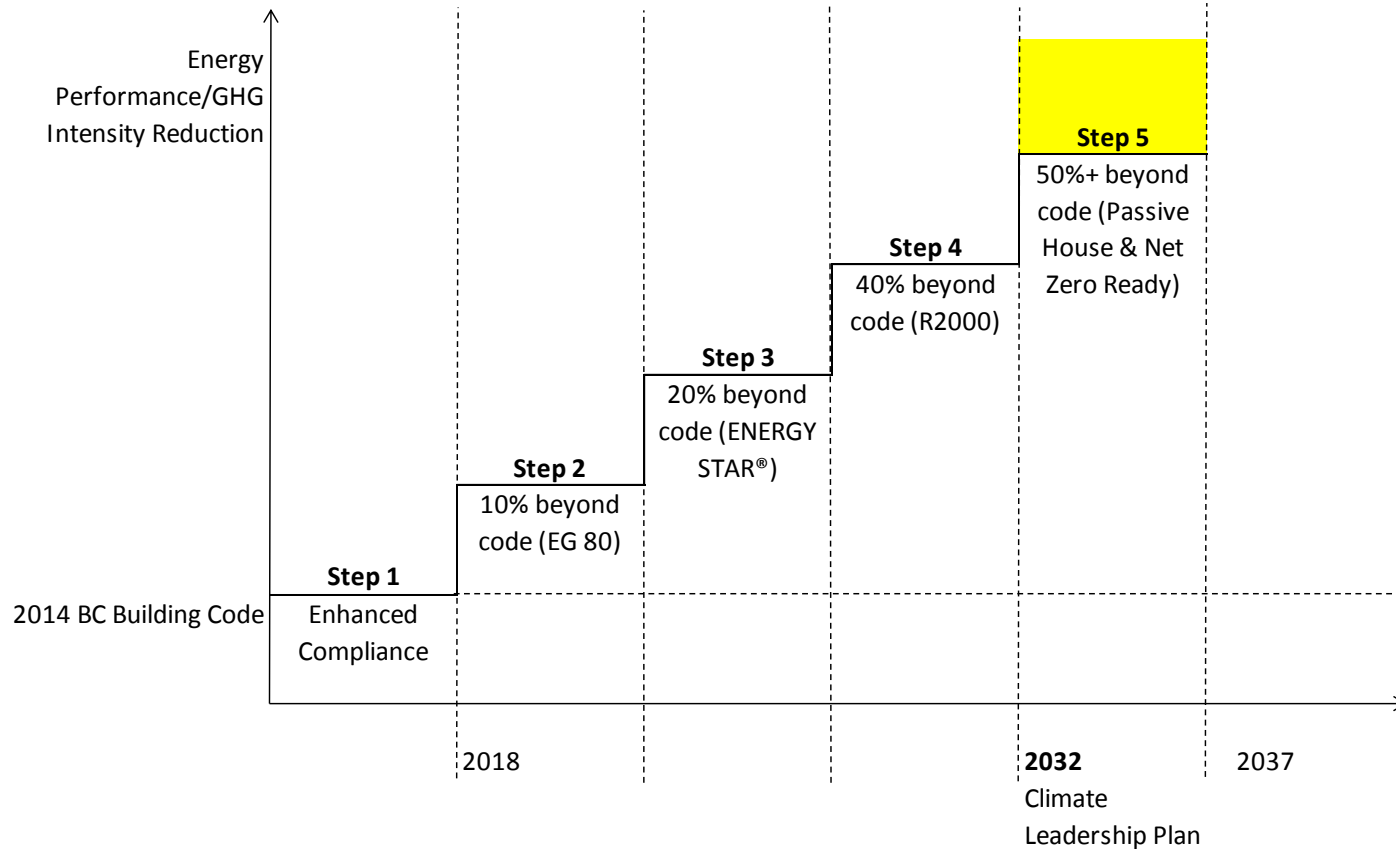 Energy
Performance/GHG
Intensity Reduction
Step 5
50%+ beyond
code (Passive
House & Net
Zero Ready)
Step 4
40% beyond
code (R2000)
Step 3
20% beyond
code (ENERGY
STAR®)
Step 2
10% beyond
code (EG 80)
Step 1
2014 BC Building Code
Enhanced
Compliance
2018
2032
2037
Climate
Leadership Plan